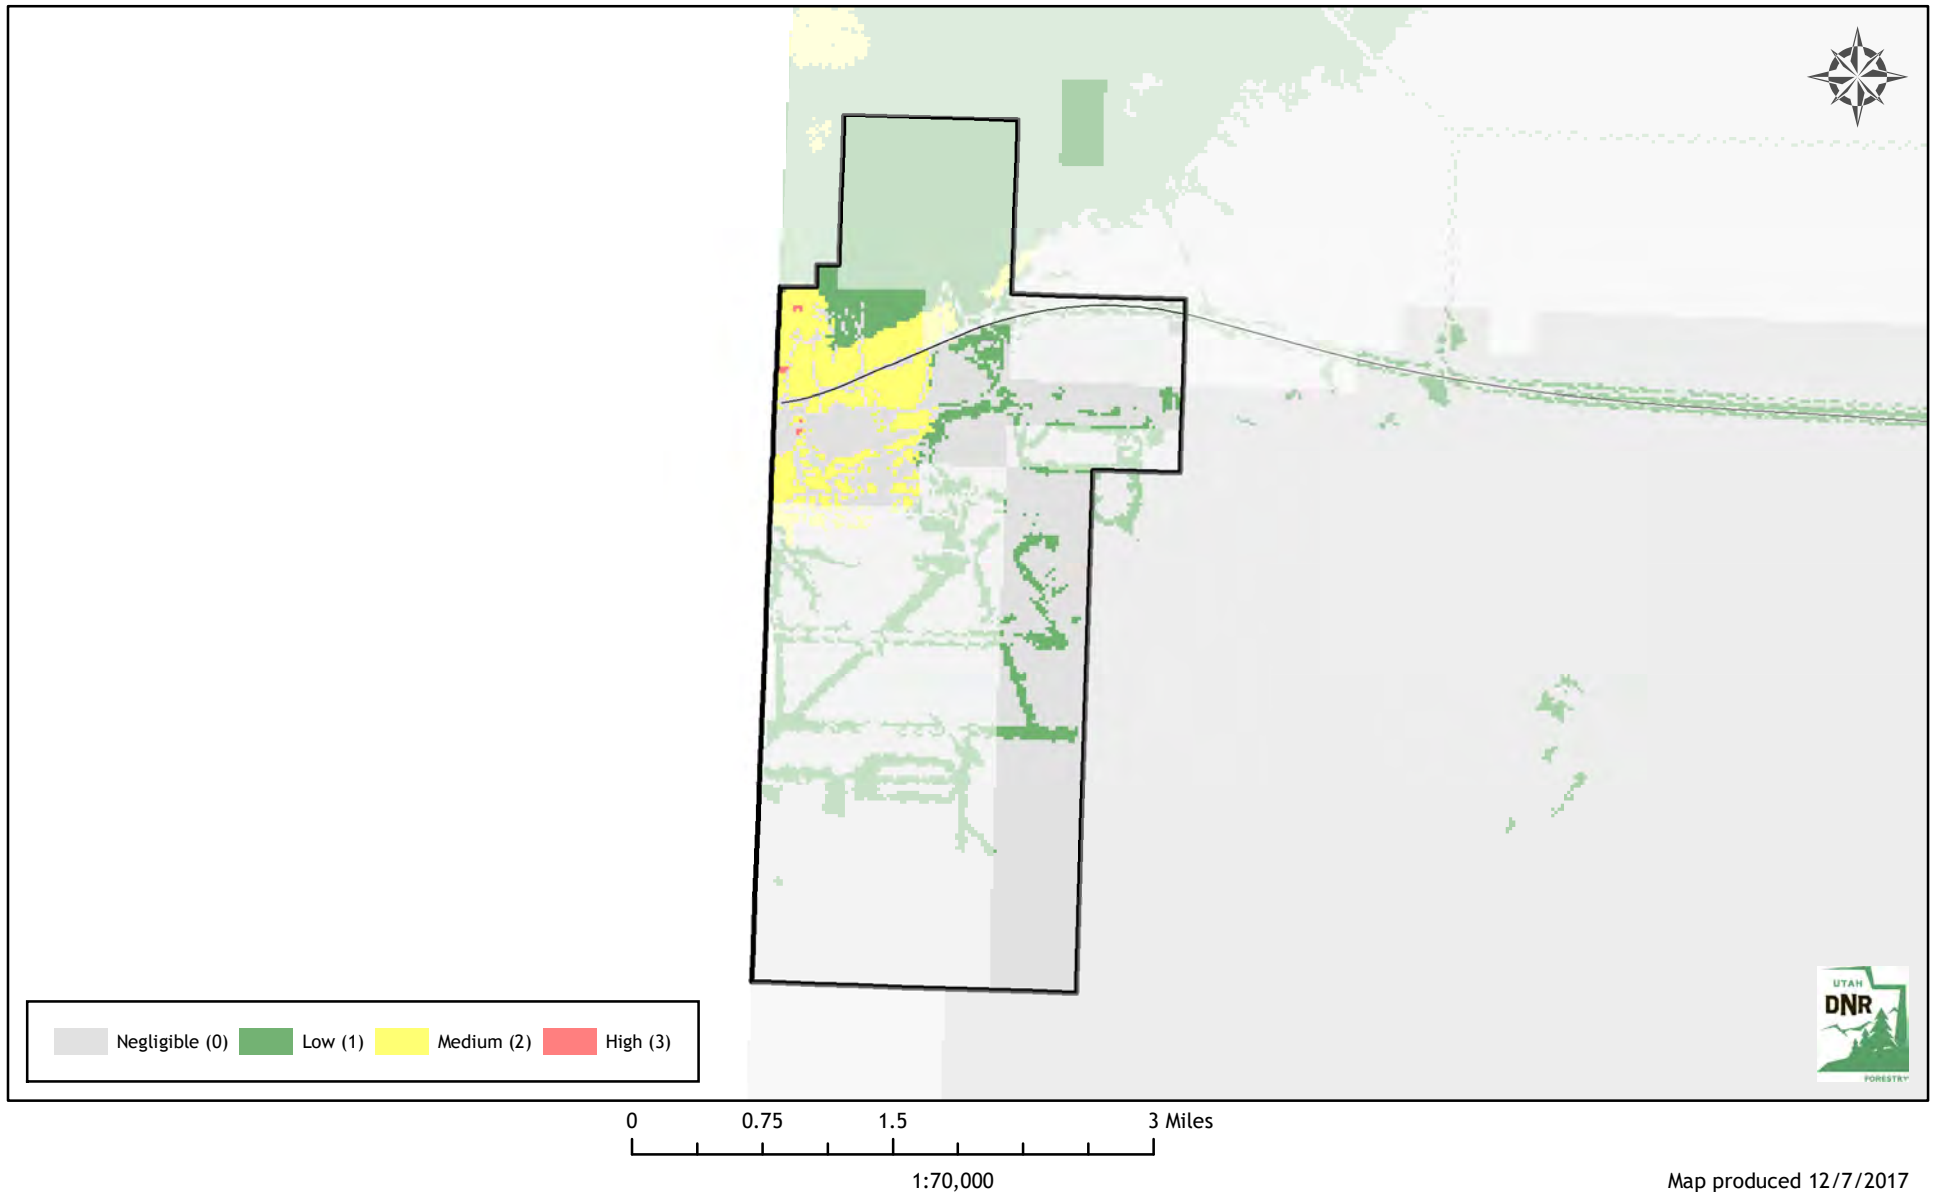 UTAH
DNR
FORESTRY
Negligible (0) Low (1) Medium (2) High (3)
0 0.75 1.5 3 Miles
1:70,000
Map produced 12/7/2017